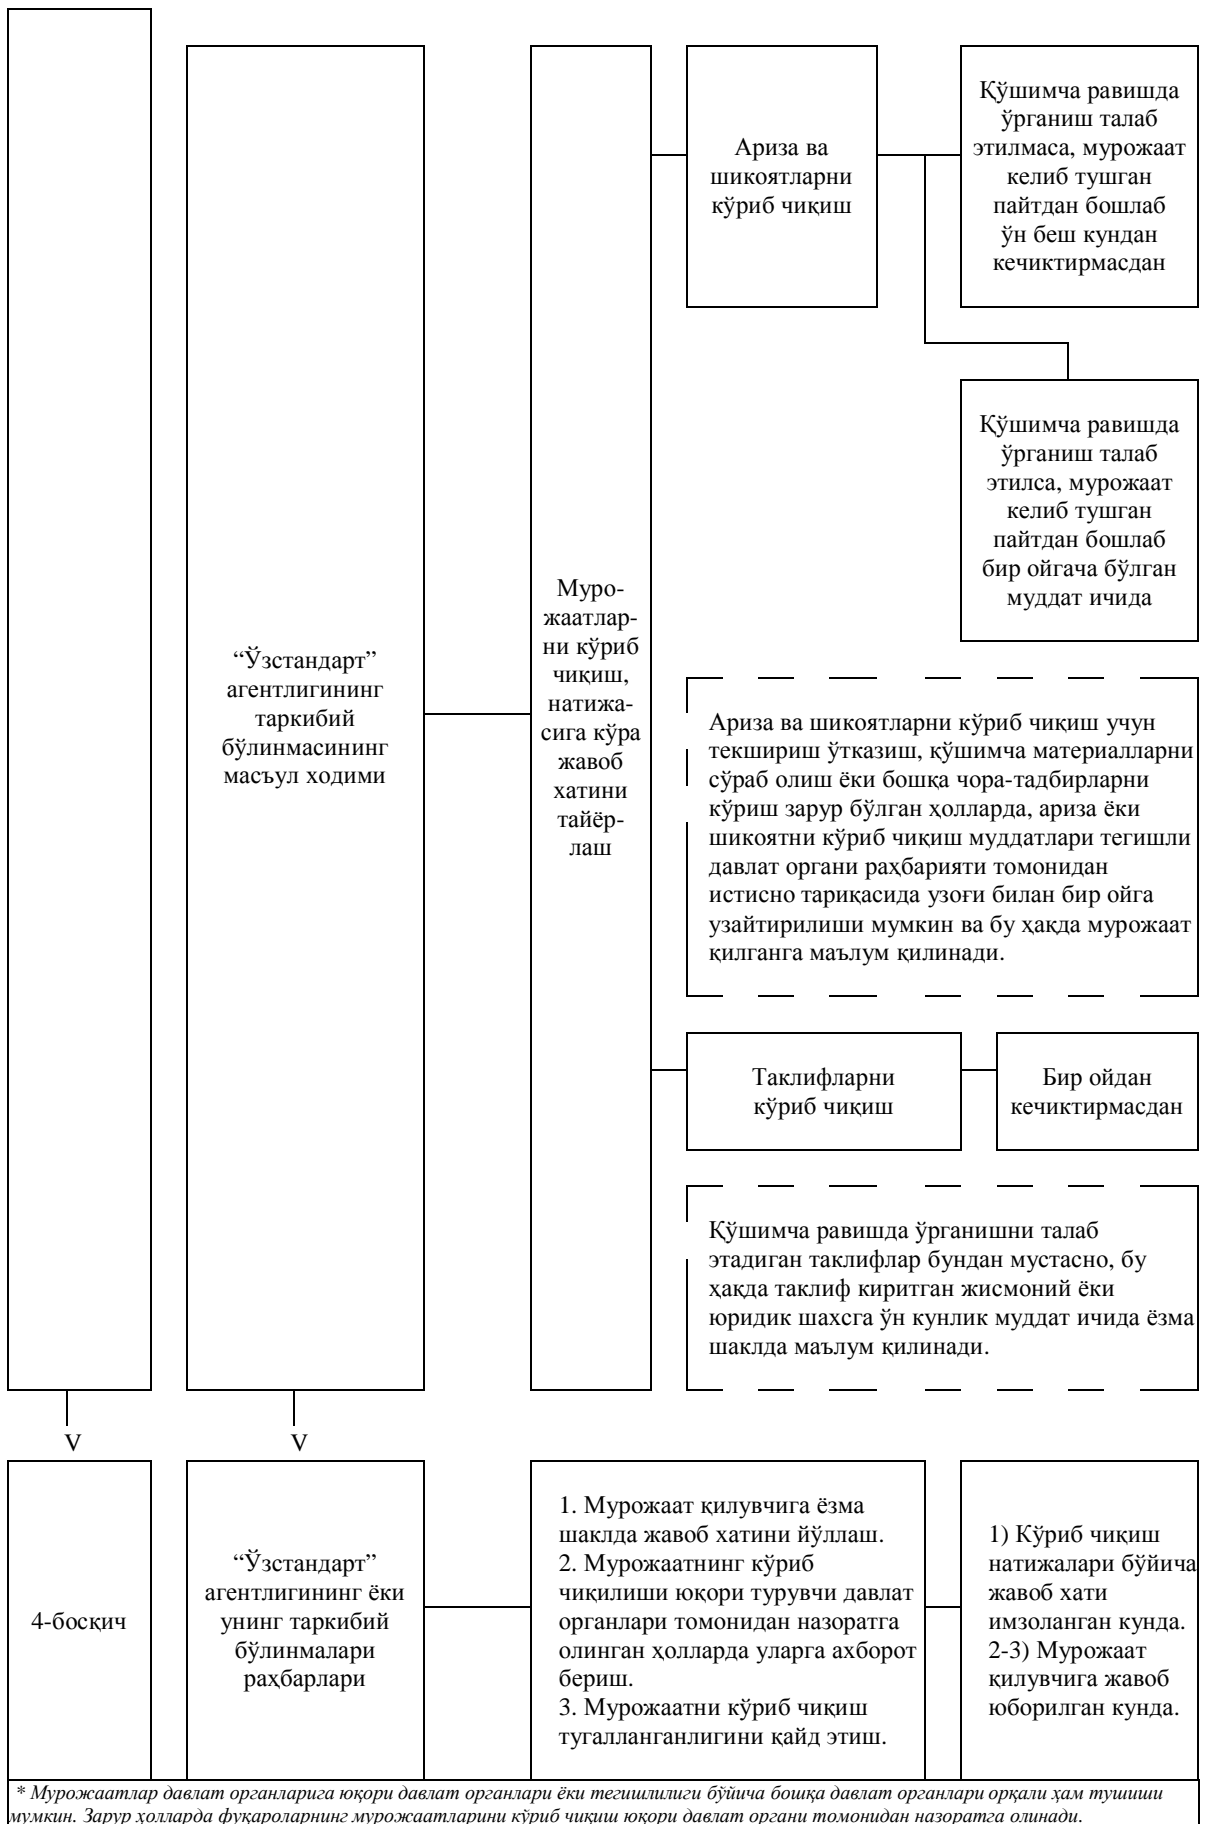 Ариза ва
шикоятларни
кўриб чиқиш
Қўшимча равишда
ўрганиш талаб
этилмаса, мурожаат
келиб тушган
пайтдан бошлаб
ўн беш кундан
кечиктирмасдан
Қўшимча равишда
ўрганиш талаб
этилса, мурожаат
келиб тушган
пайтдан бошлаб
бир ойгача бўлган
муддат ичида
“Ўзстандарт”
агентлигининг
таркибий
бўлинмасининг
масъул ходими
Муро-
жаатлар-
ни кўриб
чиқиш,
натижа-
сига кўра
жавоб
хатини
тайёр-
лаш
Ариза ва шикоятларни кўриб чиқиш учун
текшириш ўтказиш, қўшимча материалларни
сўраб олиш ёки бошқа чора-тадбирларни
кўриш зарур бўлган ҳолларда, ариза ёки
шикоятни кўриб чиқиш муддатлари тегишли
давлат органи раҳбарияти томонидан
истисно тариқасида узоғи билан бир ойга
узайтирилиши мумкин ва бу ҳақда мурожаат
қилганга маълум қилинади.
Таклифларни
кўриб чиқиш
Бир ойдан
кечиктирмасдан
Қўшимча равишда ўрганишни талаб
этадиган таклифлар бундан мустасно, бу
ҳақда таклиф киритган жисмоний ёки
юридик шахсга ўн кунлик муддат ичида ёзма
шаклда маълум қилинади.
V
V
4-босқич
“Ўзстандарт”
агентлигининг ёки
унинг таркибий
бўлинмалари
раҳбарлари
1. Мурожаат қилувчига ёзма
шаклда жавоб хатини йўллаш.
2. Мурожаатнинг кўриб
чиқилиши юқори турувчи давлат
органлари томонидан назоратга
олинган ҳолларда уларга ахборот
бериш.
3. Мурожаатни кўриб чиқиш
тугалланганлигини қайд этиш.
1) Кўриб чиқиш
натижалари бўйича
жавоб хати
имзоланган кунда.
2-3) Мурожаат
қилувчига жавоб
юборилган кунда.
* Мурожаатлар давлат органларига юқори давлат органлари ёки тегишлилиги бўйича бошқа давлат органлари орқали ҳам тушиши
мумкин. Зарур ҳолларда фуқароларнинг мурожаатларини кўриб чиқиш юқори давлат органи томонидан назоратга олинади.